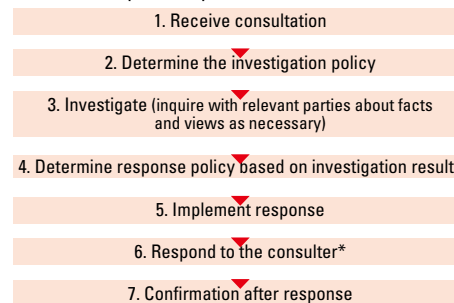 1. Receive consultation
2. Determine the investigation policy
3. Investigate (inquire with relevant parties about facts
and views as necessary)
4. Determine response policy based on investigation result
5. Implement response
6. Respond to the consulter*
7. Confirmation after response